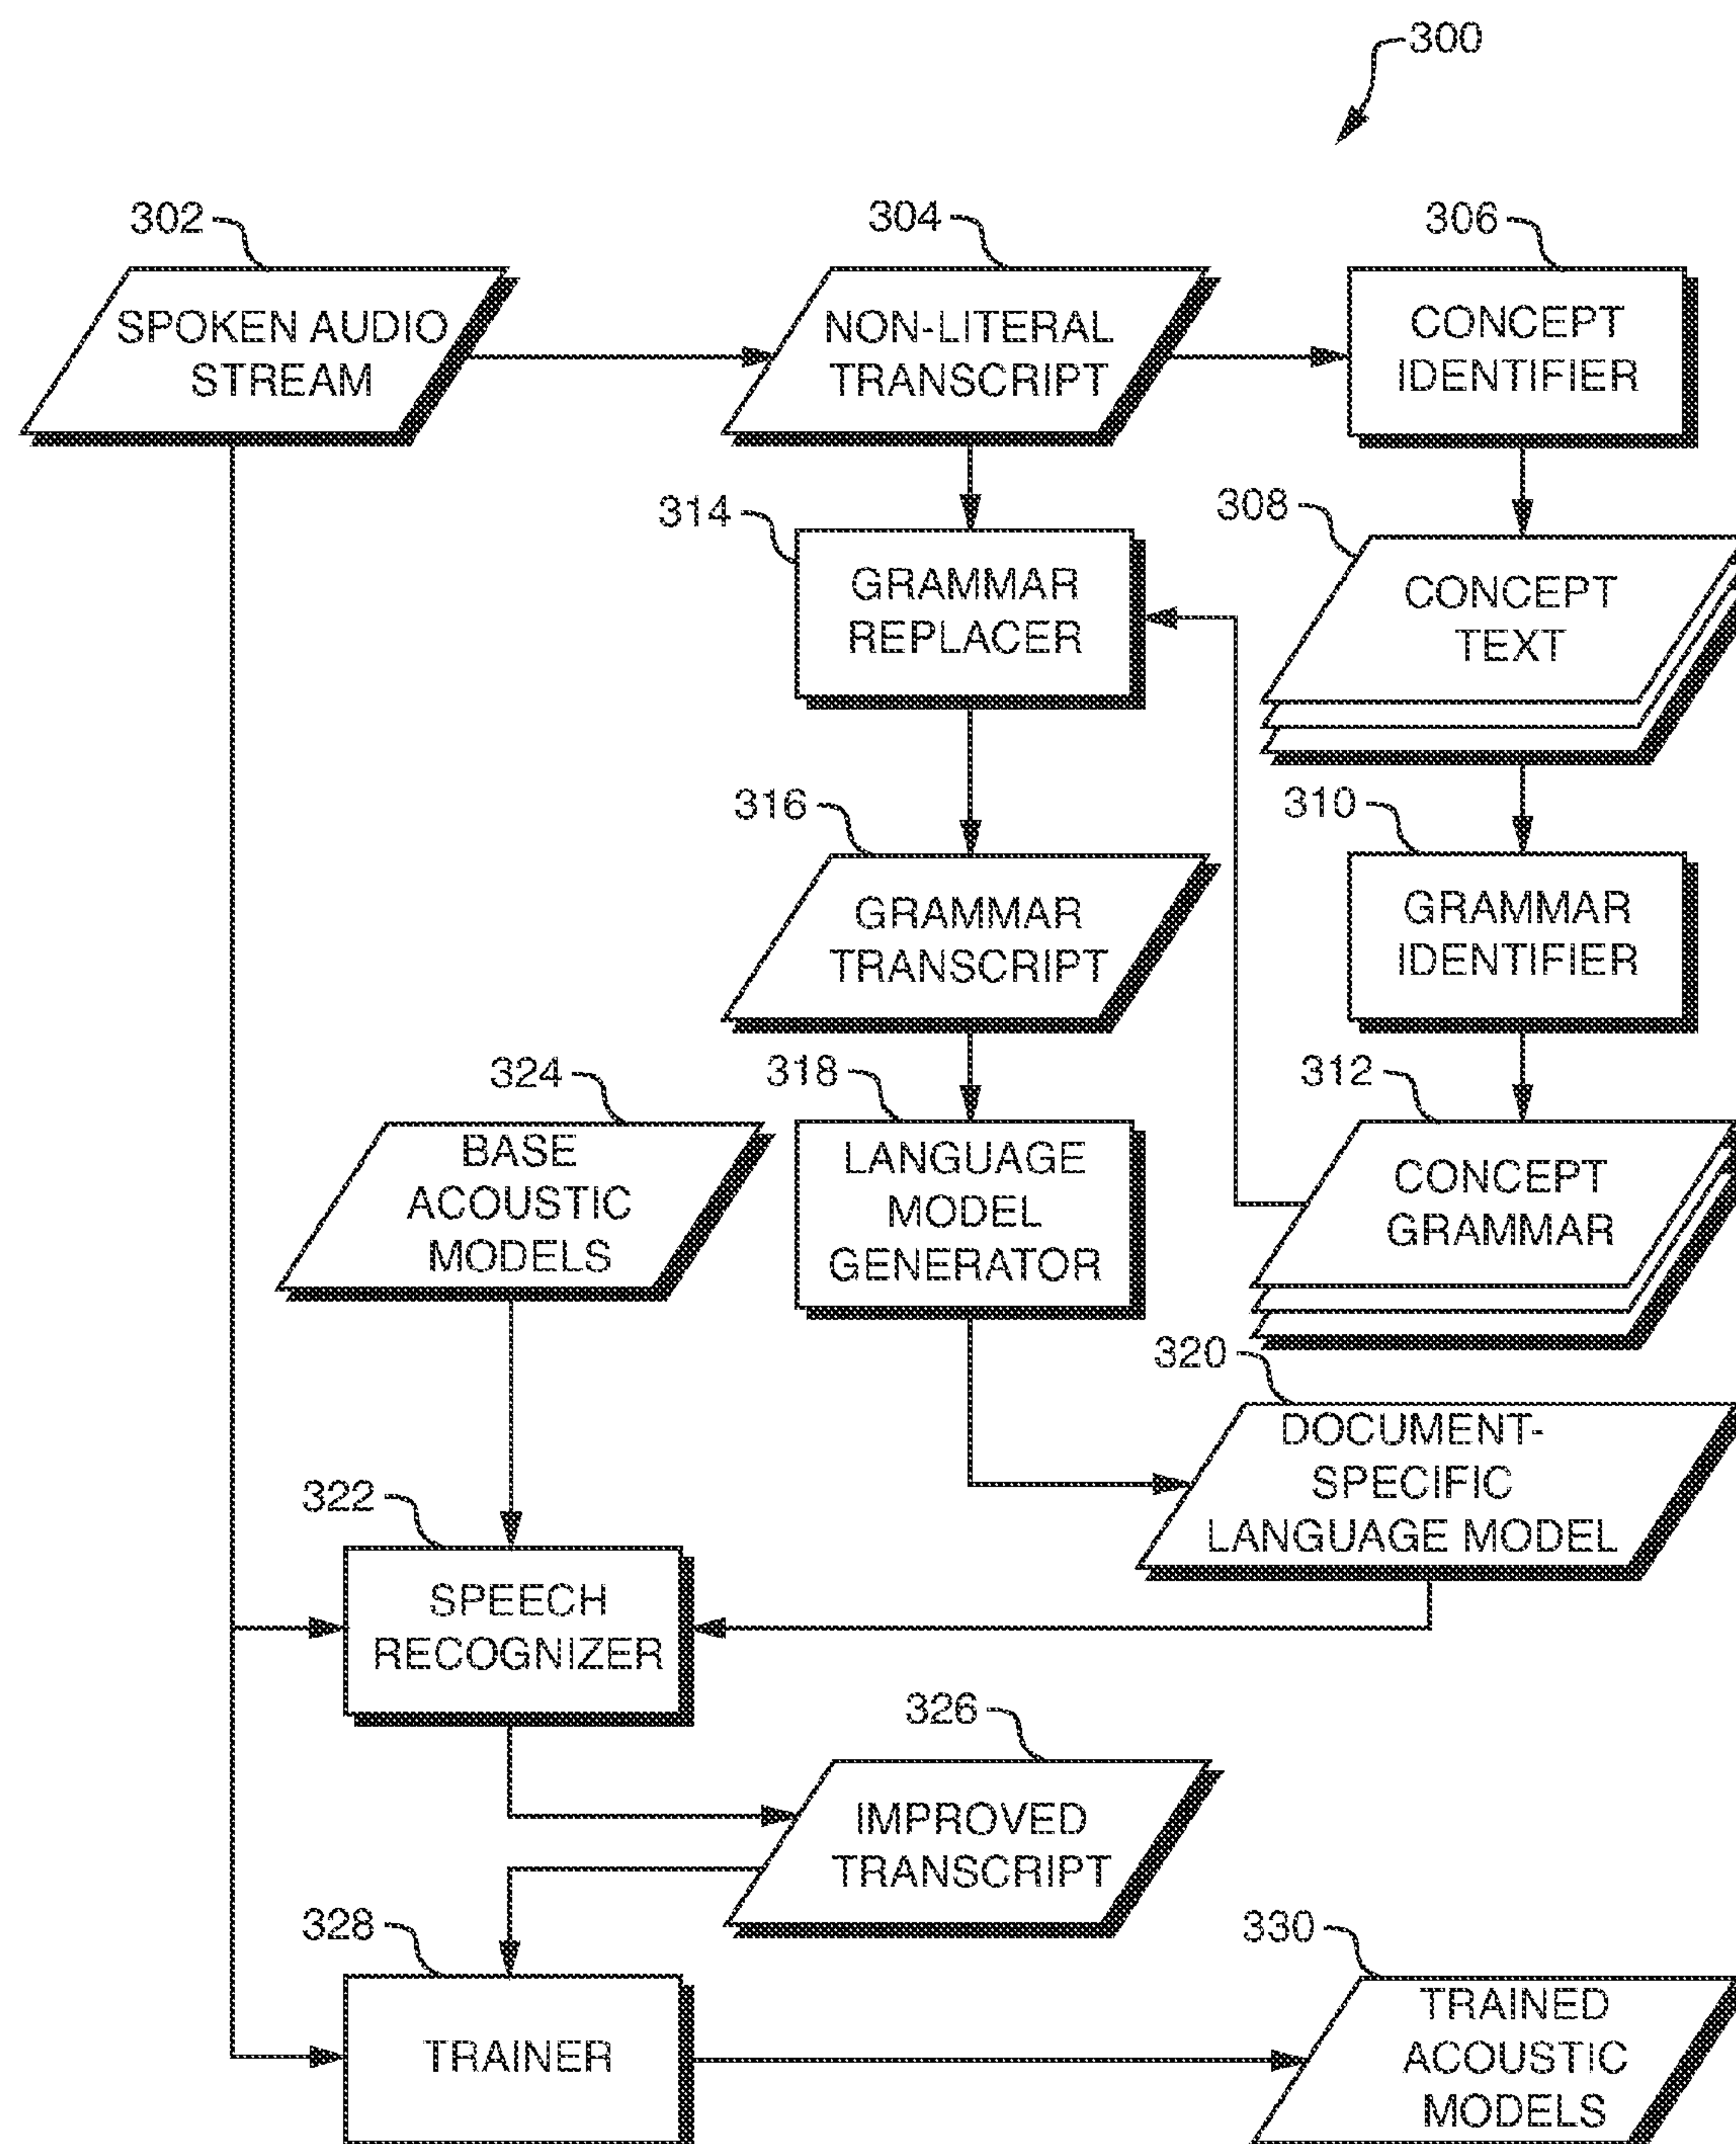 300
302
304
306
SPOKEN AUDIO
STREAM
NON-LITERAL
TRANSCRIPT
CONCEPT
IDENTIFIER
314
308
GRAMMAR
REPLACER
CONCEPT
TEXT
316
310
GRAMMAR
TRANSCRIPT
GRAMMAR
IDENTIFIER
324
318
312
BASE
ACOUSTIC
MODELS
LANGUAGE
MODEL
GENERATOR
CONCEPT
GRAMMAR
320
DOCUMENT-
SPECIFIC
LANGUAGE MODEL
322
SPEECH
RECOGNIZER
326
IMPROVED
TRANSCRIPT
328
330
TRAINER
TRAINED
ACOUSTIC
MODELS